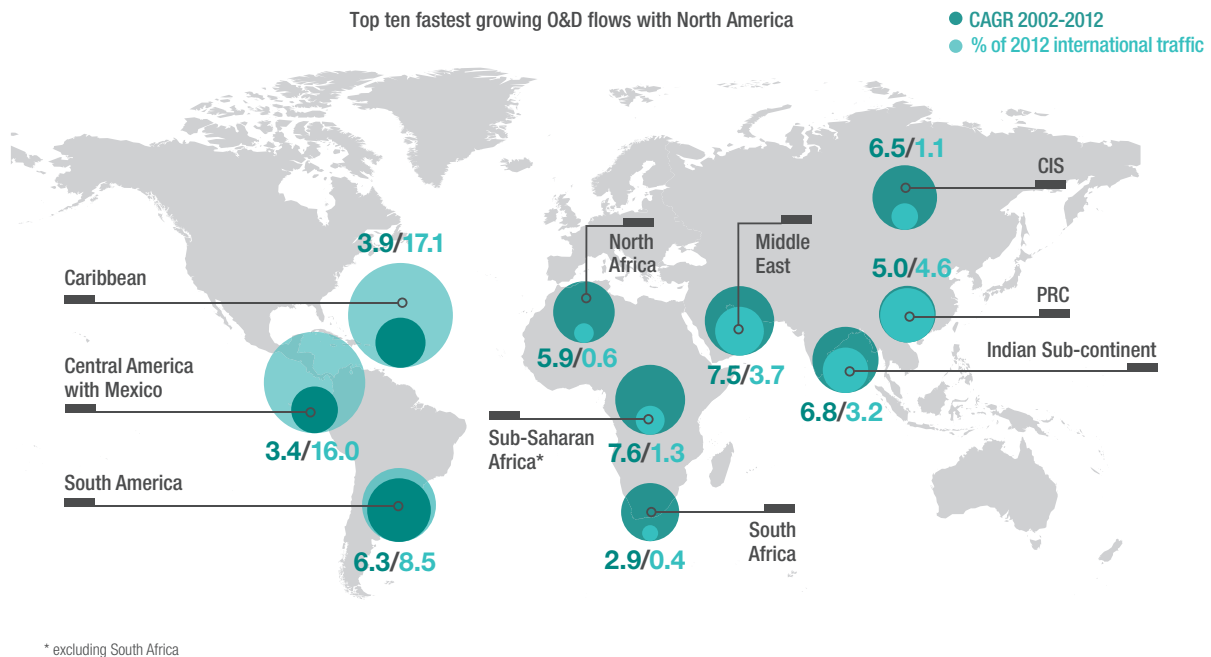 Top ten fastest growing O&D flows with North America
CAGR 2002-2012
% of 2012 international traffic
6.5/1.1
CIS
3.9/17.1
North
Africa
Middle
East
Caribbean
5.0/4.6
PRC
5.9/0.6
7.5/3.7
Indian Sub-continent
Central America
with Mexico
6.8/3.2
3.4/16.0
Sub-Saharan
Africa*
7.6/1.3
South America
South
Africa
6.3/8.5
2.9/0.4
* excluding South Africa